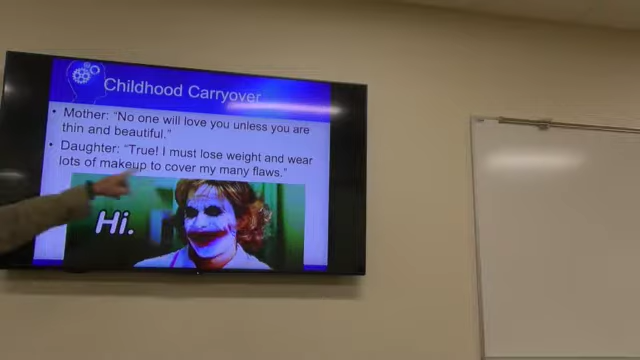 Childhood Carryover
• Mother: “No one will love you unless you are
thin and beautiful.”
• Daughter: “True! I must lose weight and wear
lots of makeup to cover my many flaws.”
Hi.